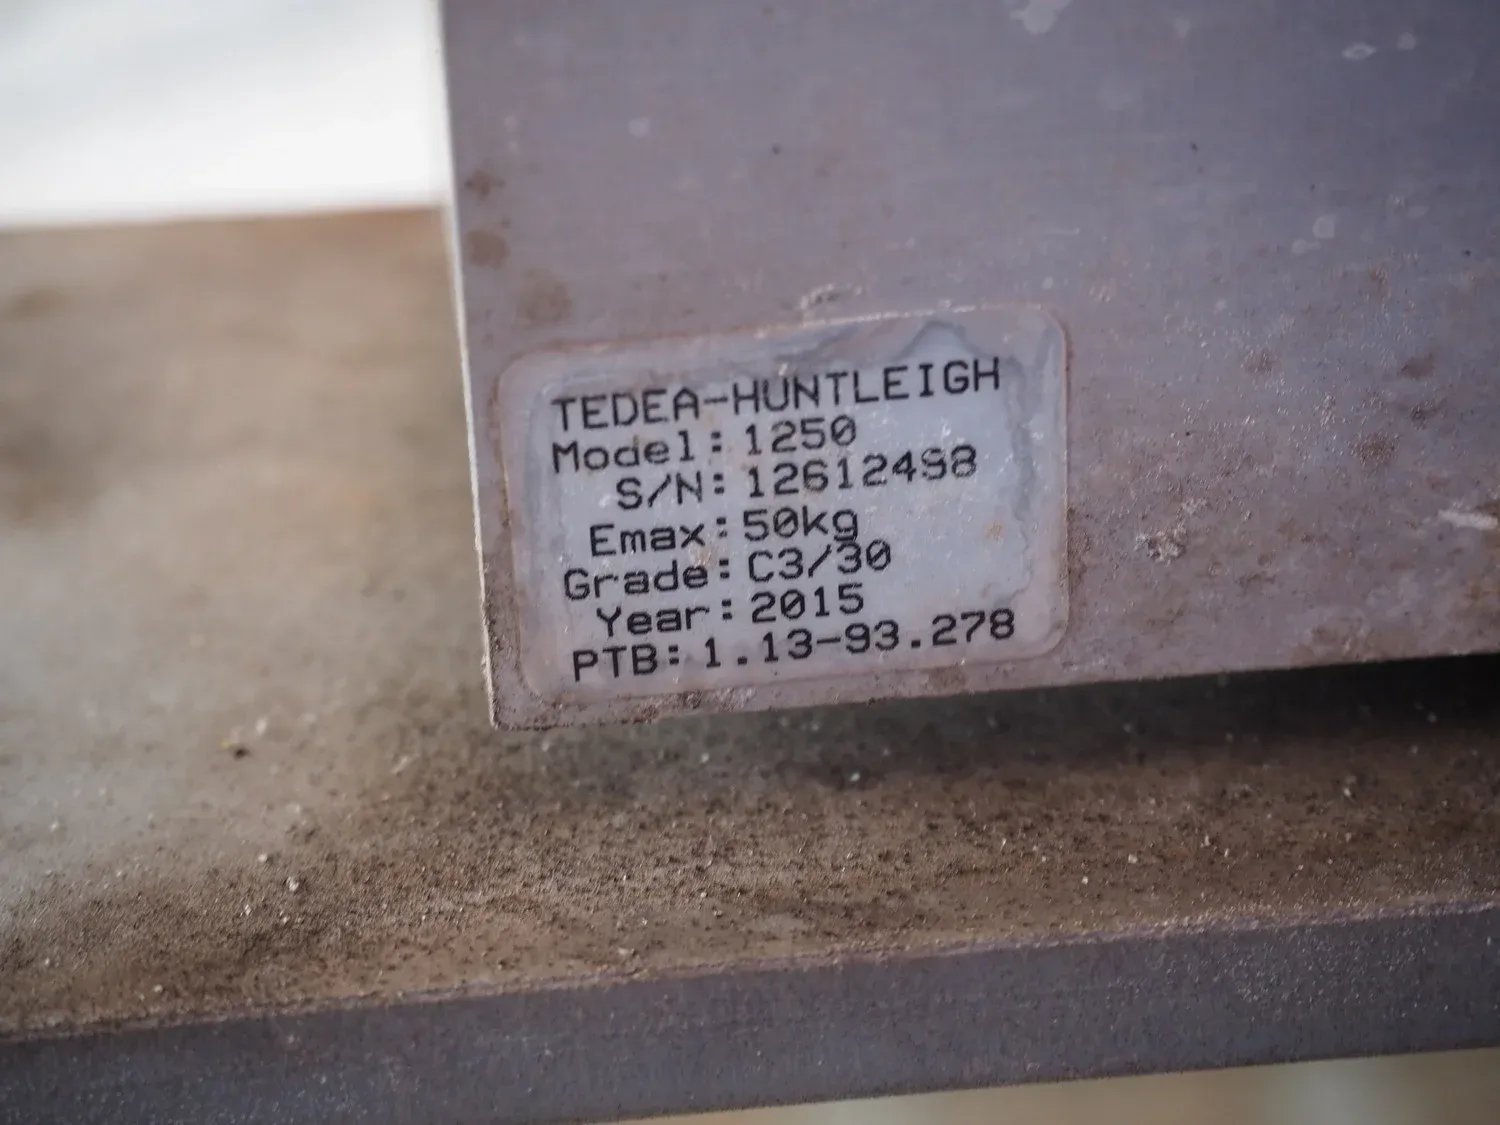 TEDEA-HUNTLEIGH
Model: 1250
S/N: 12612498
Emax: 50kg
Grade: C3/30
Year: 2015
PTB: 1.13-93.278